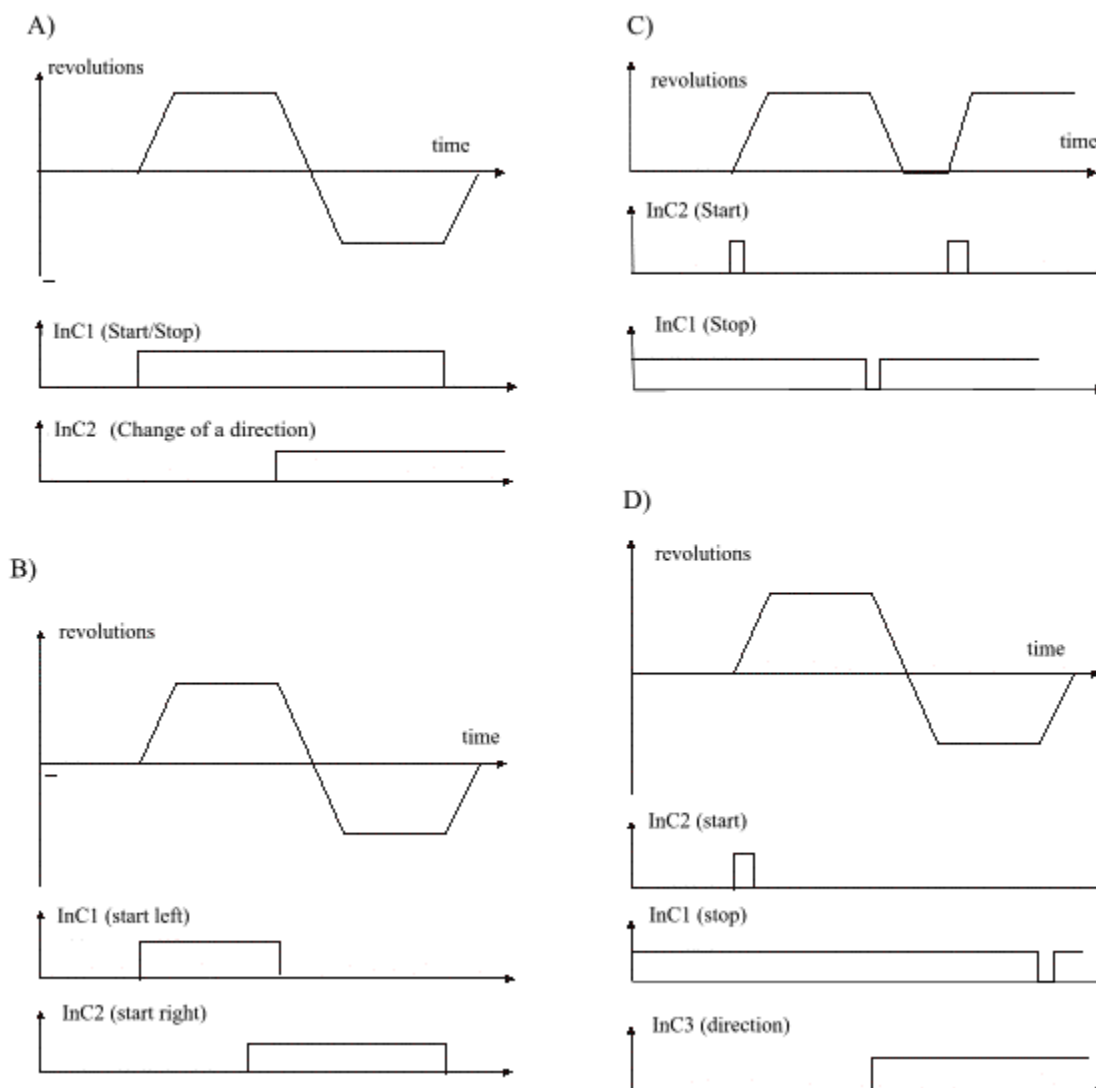 A)
revolutions
time
InC1 (Start/Stop)
InC2 (Change of a direction)
B)
revolutions
time
InC1 (start left)
InC2 (start right)
C)
revolutions
time
InC2 (Start)
InC1 (Stop)
D)
revolutions
time
InC2 (start)
InC1 (stop)
InC3 (direction)